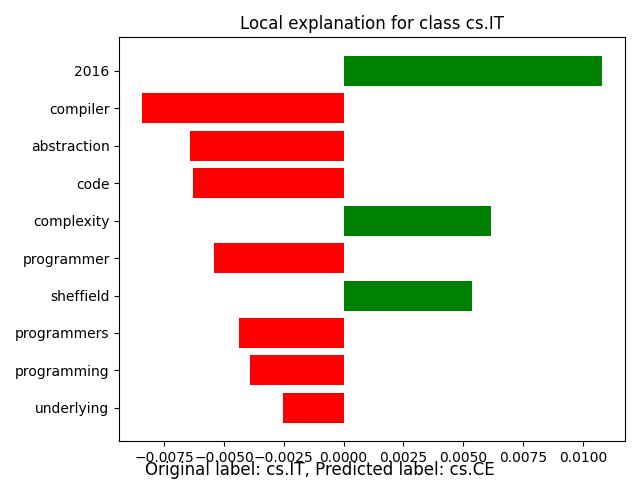 Local explanation for class cs.IT
2016
compiler
abstraction
code
complexity
programmer
sheffield
programmers
programming
underlying
−0.0075 −0.0050 −0.0025 0.0000 0.0025 0.0050 0.0075 0.0100
Original label: cs.IT, Predicted label: cs.CE